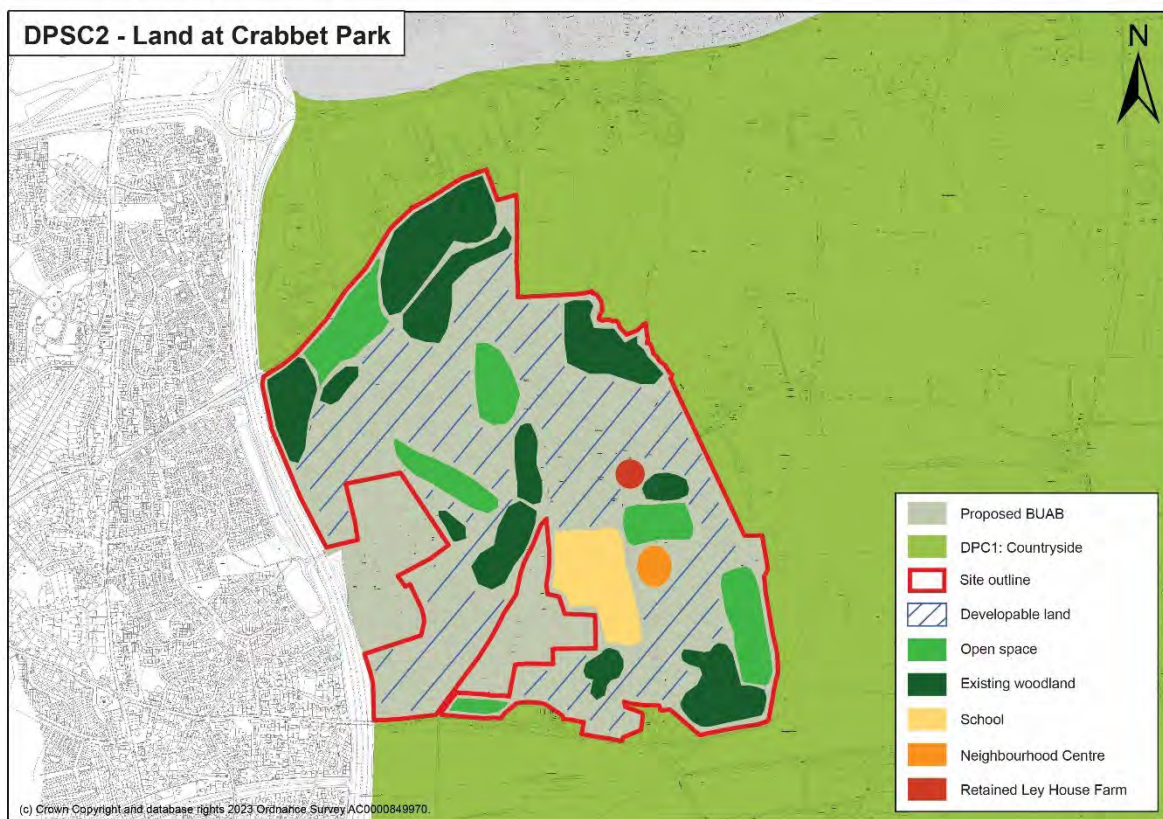 DPSC2 - Land at Crabbet Park
N
Proposed BUAB
DPC1: Countryside
Site outline
Developable land
Open space
Existing woodland
School
Neighbourhood Centre
Retained Ley House Farm
(c) Crown Copyright and database rights 2023 Ordnance Survey AC0000849970.